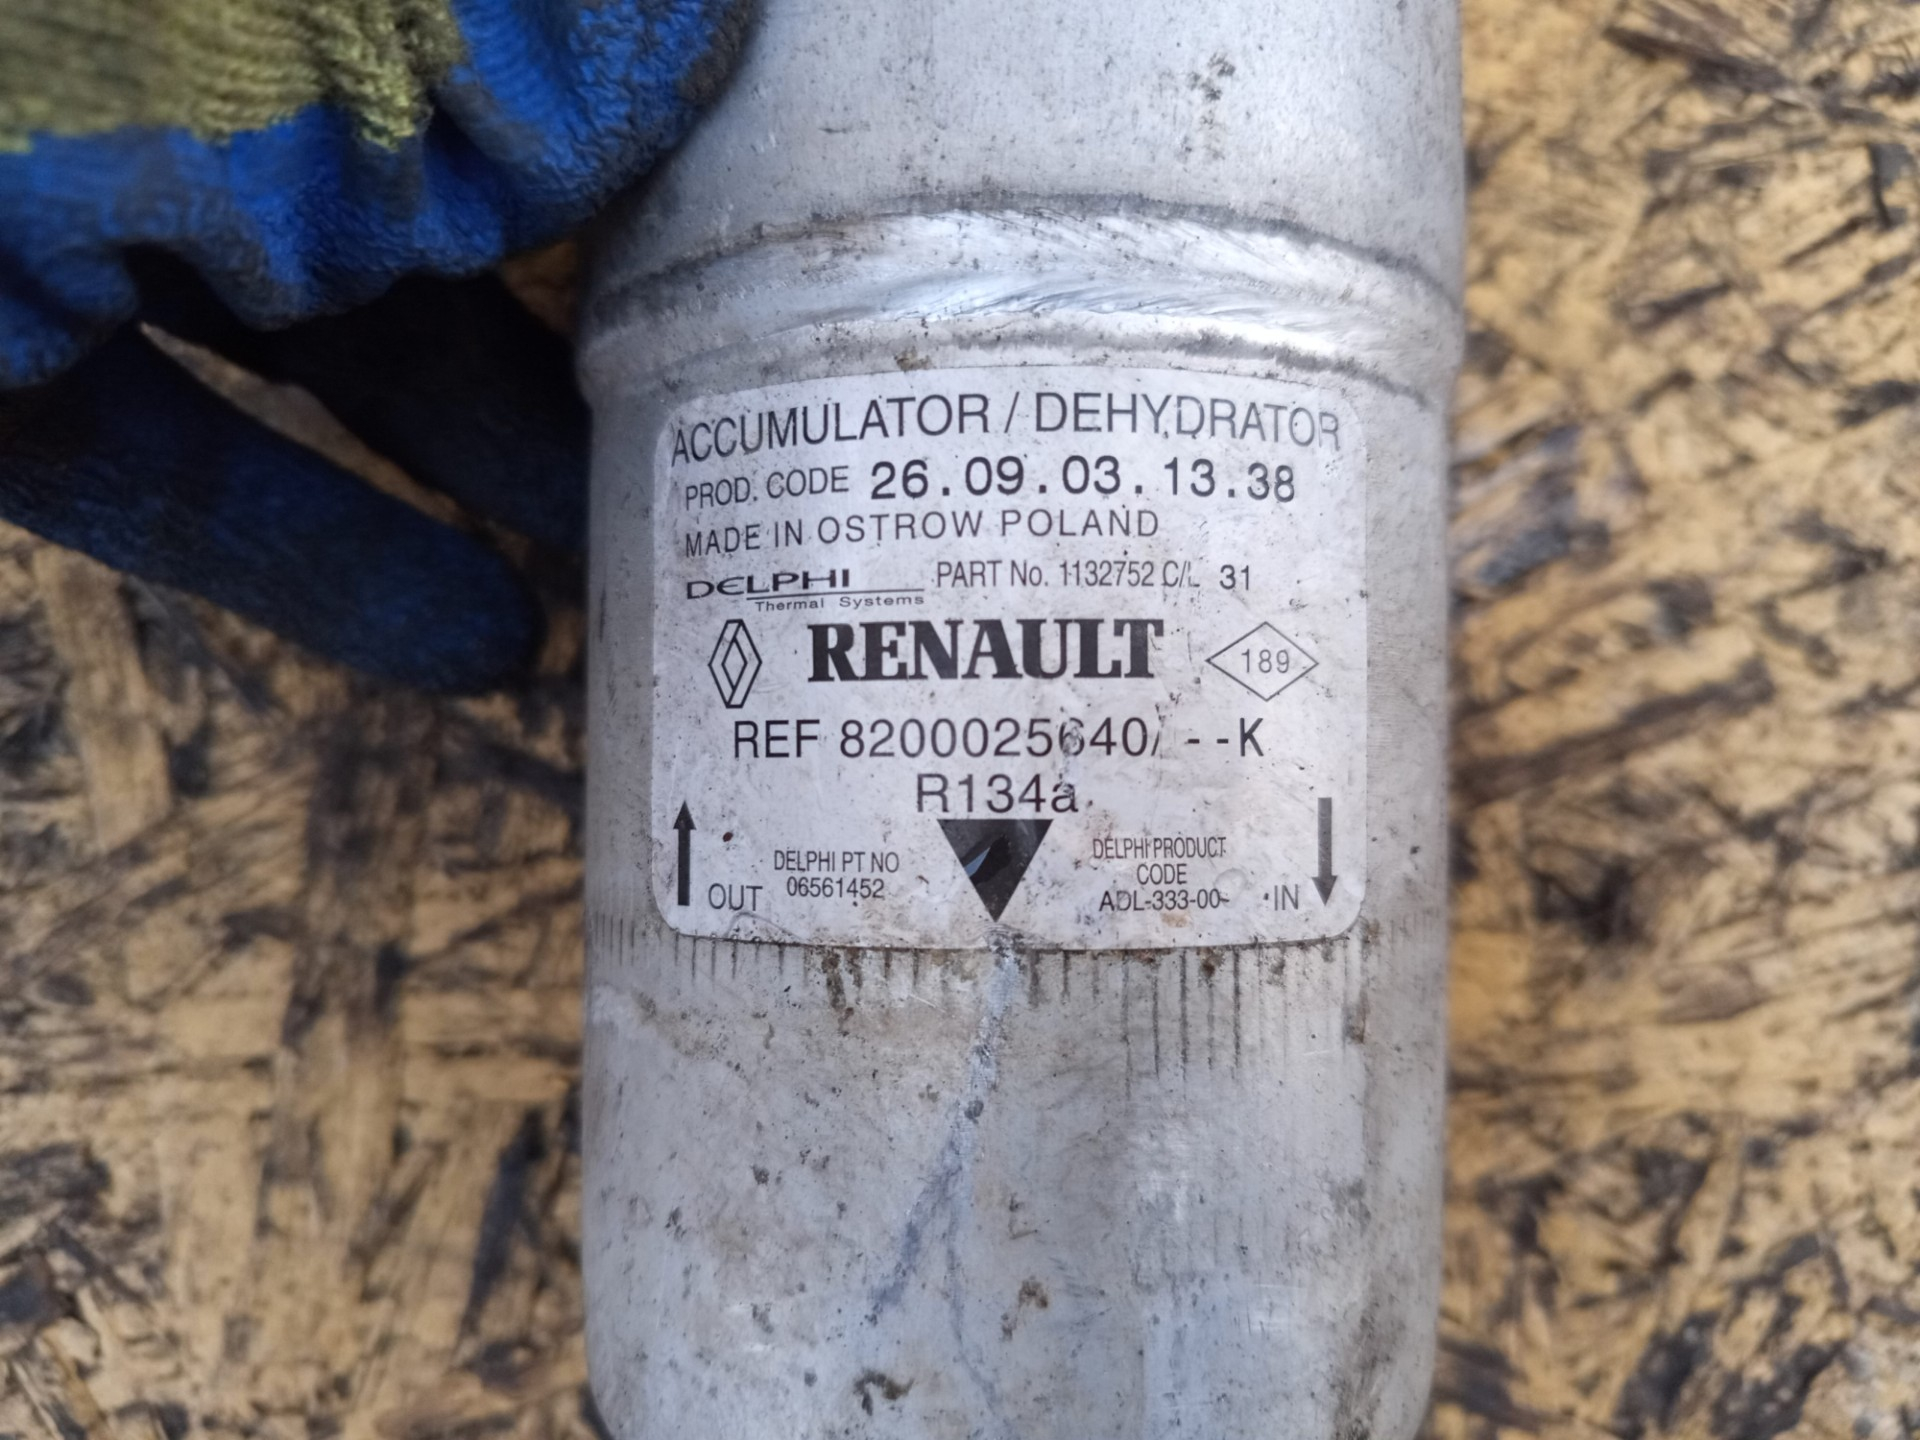 ACCUMULATOR / DEHYDRATOR
PROD. CODE 26.09.03.13.38
MADE IN OSTROW POLAND
DELPHI PART No. 1132752 C/L 31
Thermal Systems
RENAULT 189
REF 8200025640/ --K
R134a
DELPHI PT NO
06561452
DELPHI PRODUCT
CODE
ADL-333-00-
OUT
IN